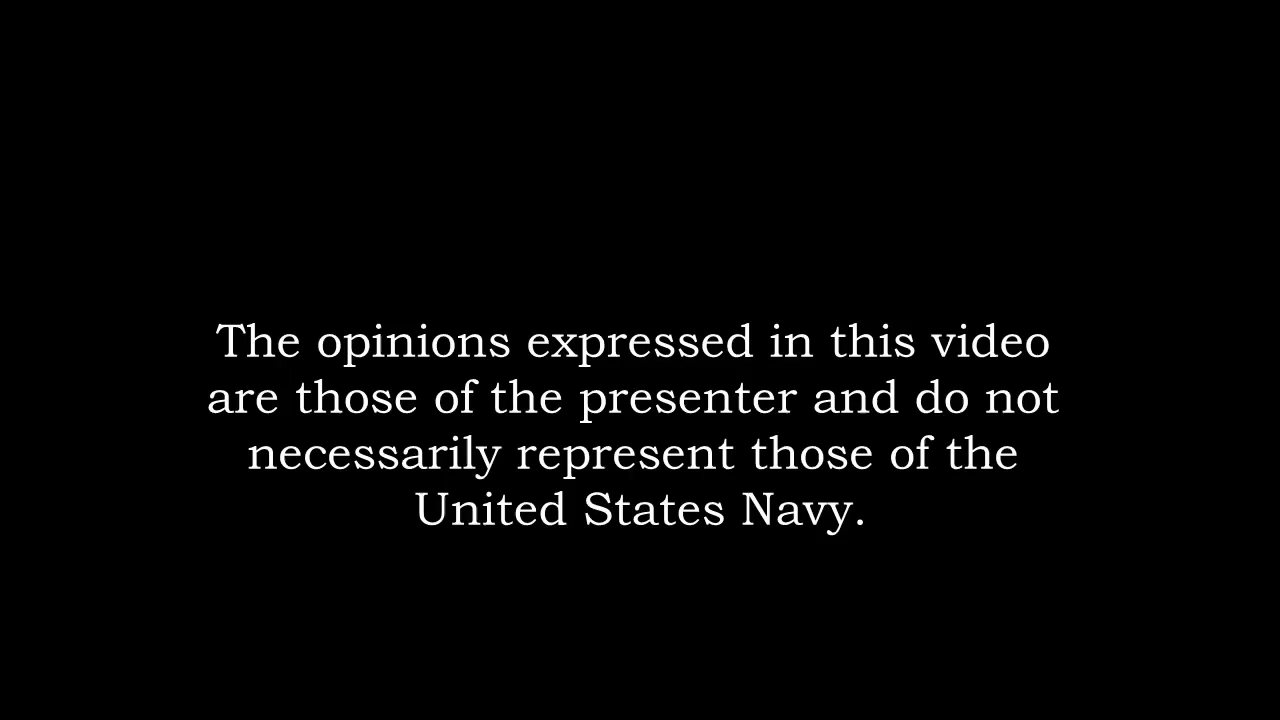 The opinions expressed in this video
are those of the presenter and do not
necessarily represent those of the
United States Navy.